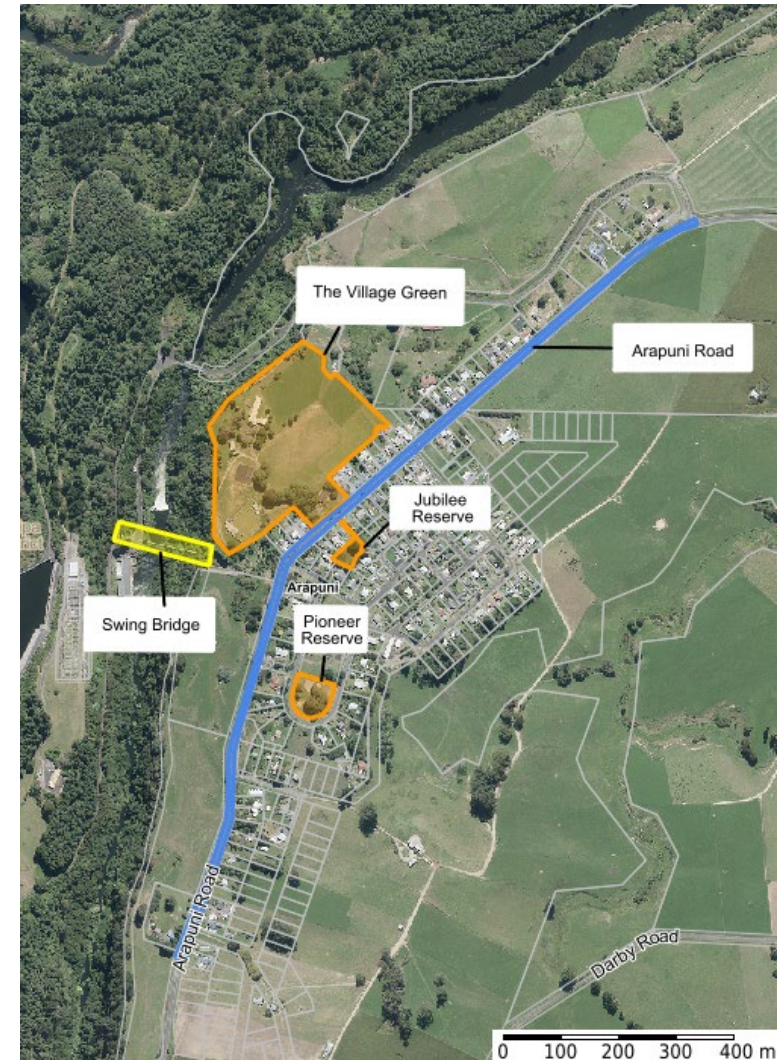 The Village Green
Arapuni Road
Jubilee
Reserve
Swing Bridge
Arapuni
Pioneer
Reserve
Arapuni Road
Darby Road
0 100 200 300 400 m